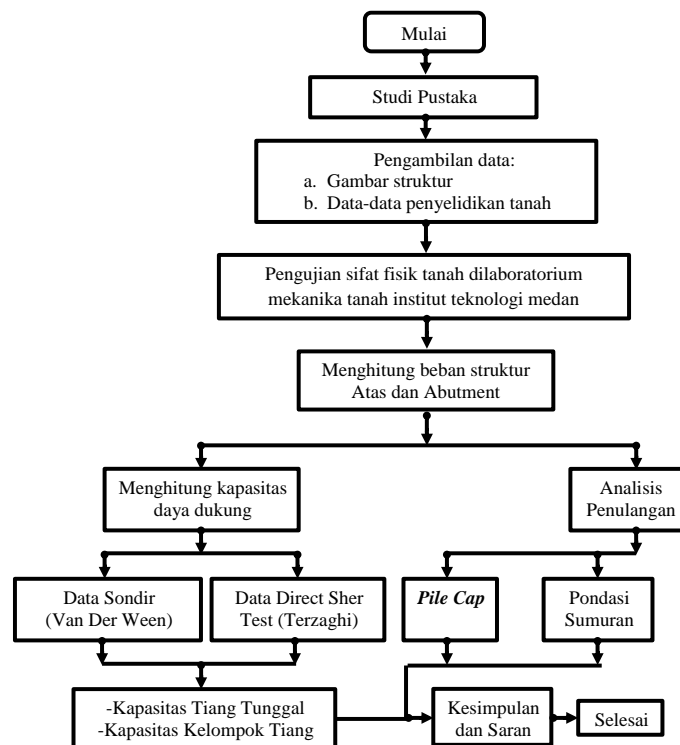 Mulai
Studi Pustaka
Pengambilan data:
a. Gambar struktur
b. Data-data penyelidikan tanah
Pengujian sifat fisik tanah dilaboratorium
mekanika tanah institut teknologi medan
Menghitung beban struktur
Atas dan Abutment
Menghitung kapasitas
daya dukung
Analisis
Penulangan
Data Sondir
(Van Der Ween)
Data Direct Sher
Test (Terzaghi)
Pile Cap
Pondasi
Sumuran
-Kapasitas Tiang Tunggal
-Kapasitas Kelompok Tiang
Kesimpulan
dan Saran
Selesai